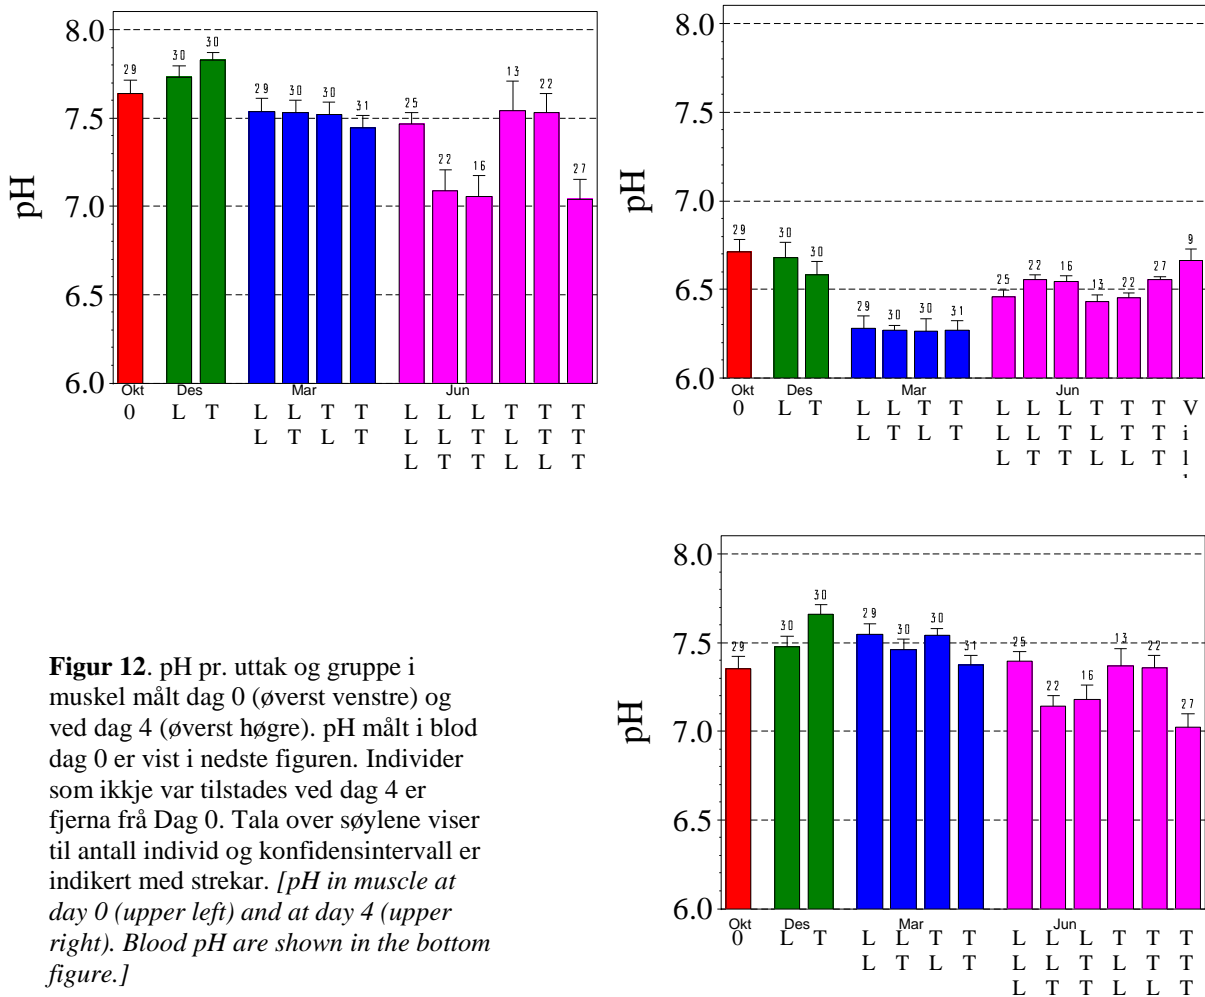 8.0
7.5
7.0
6.5
6.0
pH
29 30 30 29 30 30 31 25 22 16 13 22 27
Okt Des Mar Jun
0 L T L L T T L L L T T T
L T L T L L T L T T
L T T L L T
8.0
7.5
7.0
6.5
6.0
pH
29 30 30 29 30 30 31 25 22 16 13 22 27 9
Okt Des Mar Jun
0 L T L L T T L L L T T T V
L T L T L L T L T T i
L T T L L T l
8.0
7.5
7.0
6.5
6.0
pH
29 30 30 29 30 30 31 25 22 16 13 22 27
Okt Des Mar Jun
0 L T L L T T L L L T T T
L T L T L L T L T T
L T T L L T
Figur 12. pH pr. uttak og gruppe i
muskel målt dag 0 (øverst venstre) og
ved dag 4 (øverst høgre). pH målt i blod
dag 0 er vist i nedste figuren. Individer
som ikkje var tilstades ved dag 4 er
fjerna frå Dag 0. Tala over søylene viser
til antall individ og konfidensintervall er
indikert med strekar. [pH in muscle at
day 0 (upper left) and at day 4 (upper
right). Blood pH are shown in the bottom
figure.]